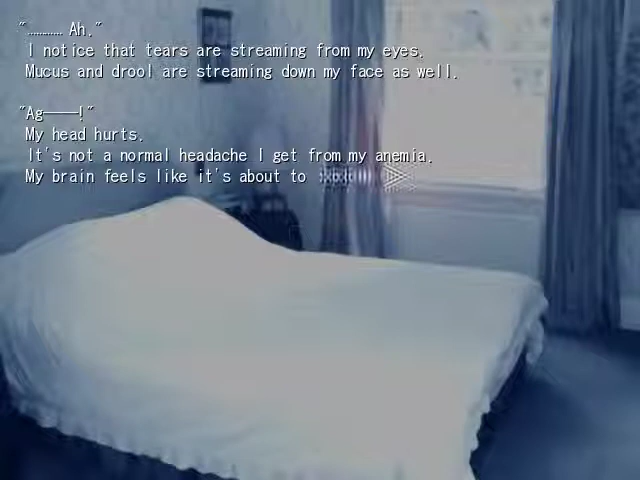 "………… Ah."
I notice that tears are streaming from my eyes.
Mucus and drool are streaming down my face as well.
"Ag───!"
My head hurts.
It's not a normal headache I get from my anemia.
My brain feels like it's about to